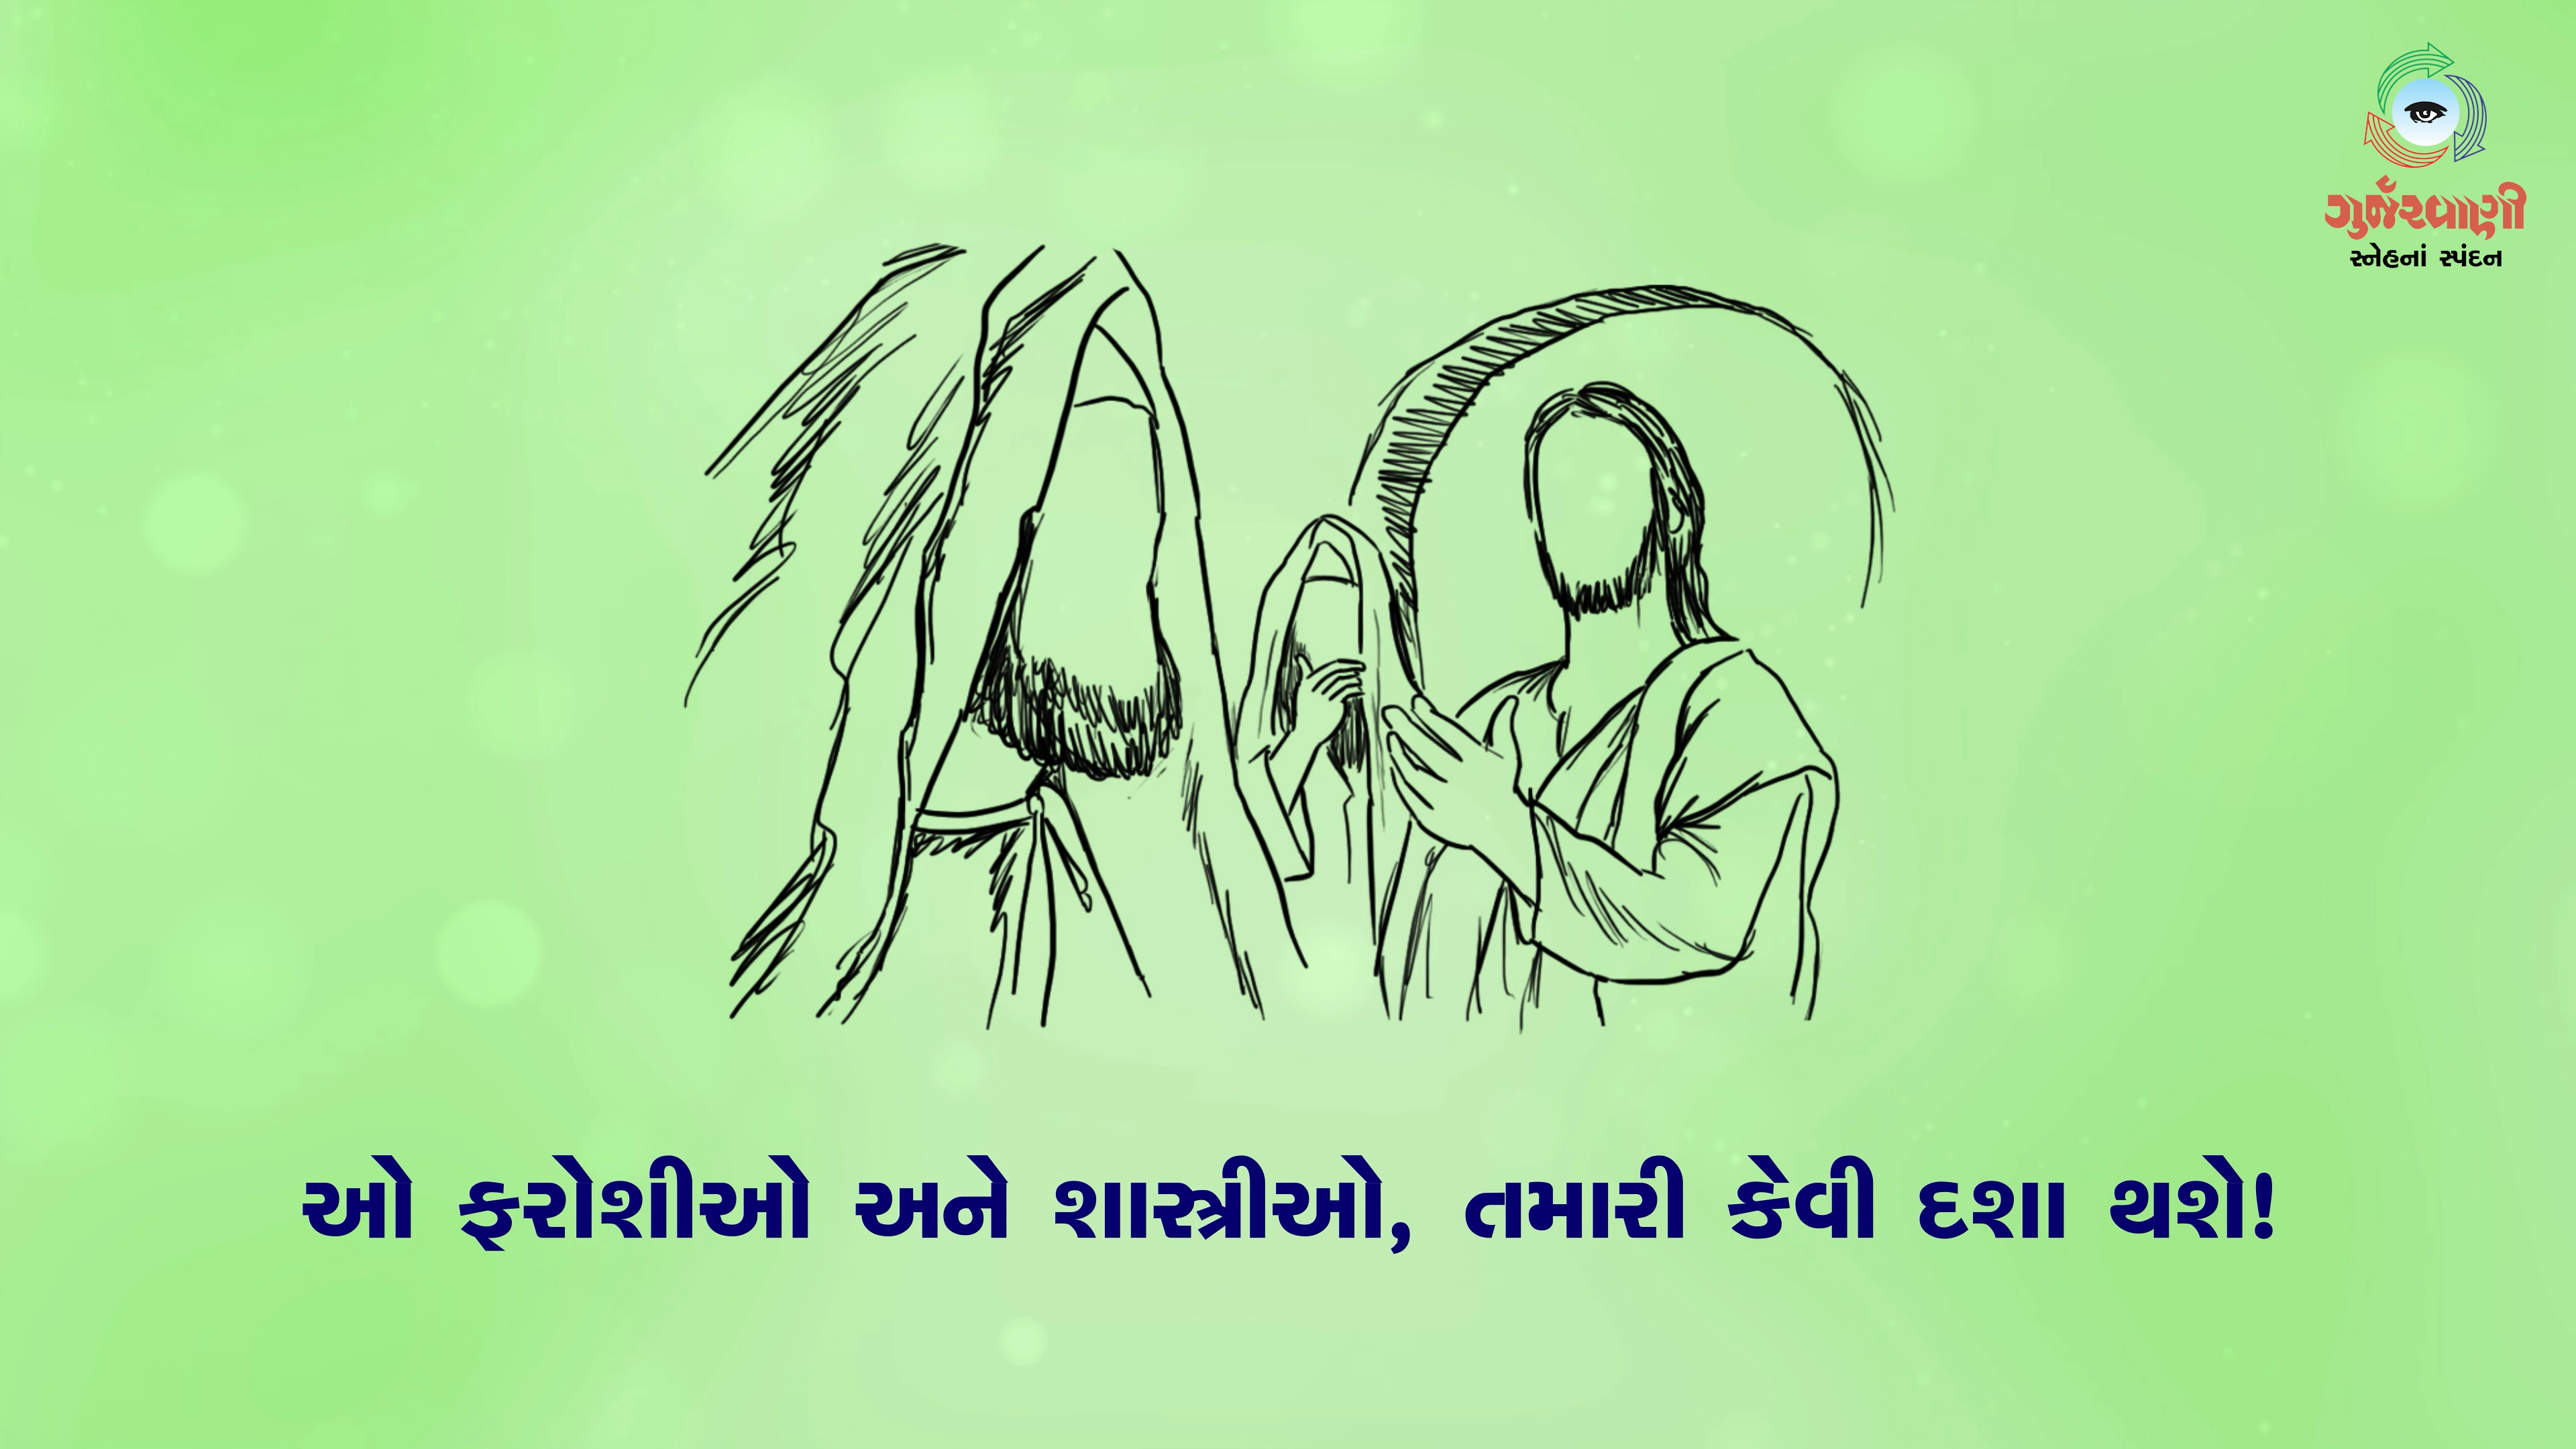 ગુર્જરવાણી
સ્નેહનાં સ્પંદન
ઓ ફરોશીઓ અને શાસ્ત્રીઓ, તમારી કેવી દશા થશે!